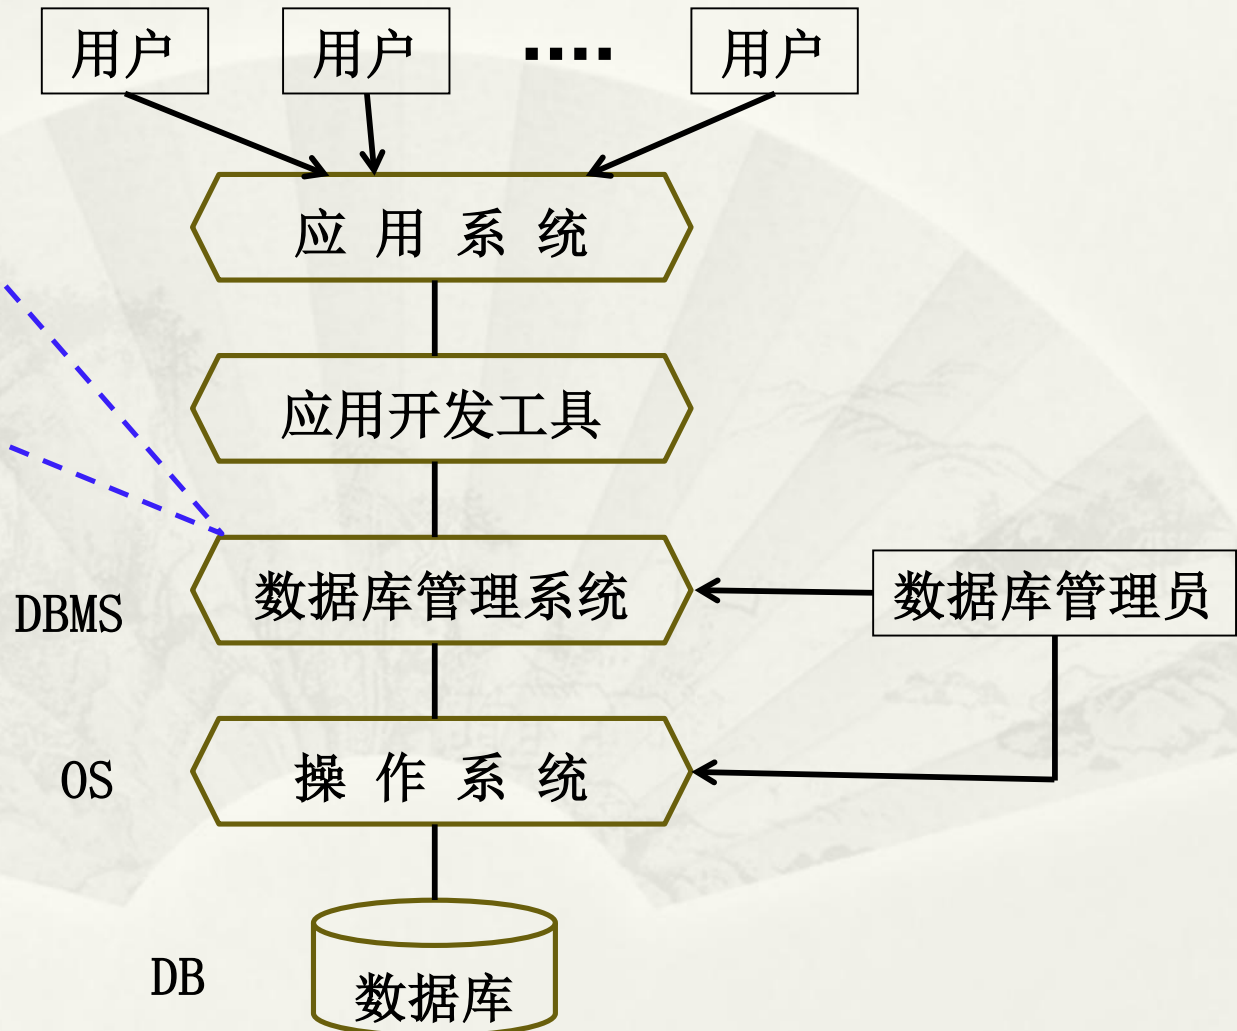 用户 用户 ···· 用户
应 用 系 统
应用开发工具
数据库管理系统
数据库管理员
DBMS
操 作 系 统
OS
DB
数据库